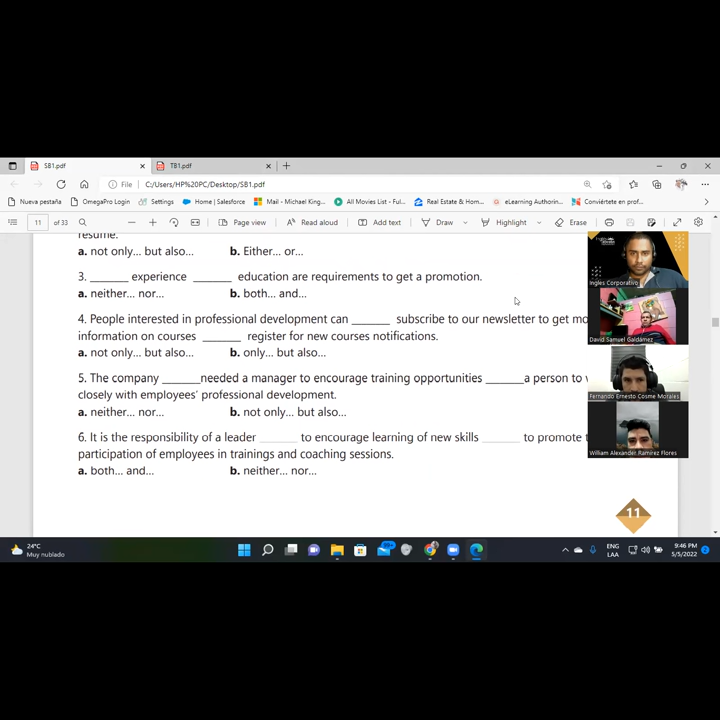 SB1.pdf
TB1.pdf
File
C:/Users/HP%20PC/Desktop/SB1.pdf
Nueva pestaña
OmegaPro Login
Settings
Home | Salesforce
Mail - Michael King...
All Movies List - Ful...
Real Estate & Hom...
eLearning Authorin...
Conviértete en prof...
11 of 33
Page view
Read aloud
Add text
Draw
Highlight
Erase
resume.
a. not only... but also... b. Either... or...
3. _______ experience _______ education are requirements to get a promotion.
a. neither... nor... b. both... and...
4. People interested in professional development can _______ subscribe to our newsletter to get mo
information on courses _______ register for new courses notifications.
a. not only... but also... b. only... but also...
5. The company _______needed a manager to encourage training opportunities _______a person to
closely with employees' professional development.
a. neither... nor... b. not only... but also...
6. It is the responsibility of a leader _______ to encourage learning of new skills _______ to promote
participation of employees in trainings and coaching sessions.
a. both... and... b. neither... nor...
11
Ingles Corporativo
David Samuel Galdámez
Fernando Ernesto Cosme Morales
William Alexander Ramirez Flores
24°C
Muy nublado
ENG
LAA
9:46 PM
5/5/2022